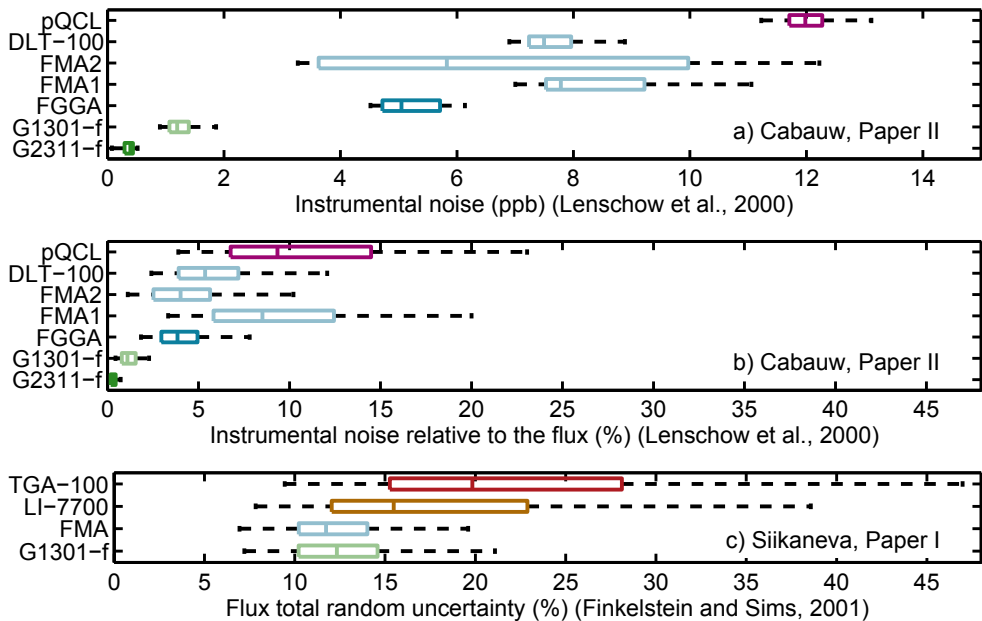 pQCL
DLT−100
FMA2
FMA1
FGGA
G1301−f
G2311−f
a) Cabauw, Paper II
0 2 4 6 8 10 12 14
Instrumental noise (ppb) (Lenschow et al., 2000)
pQCL
DLT−100
FMA2
FMA1
FGGA
G1301−f
G2311−f
b) Cabauw, Paper II
0 5 10 15 20 25 30 35 40 45
Instrumental noise relative to the flux (%) (Lenschow et al., 2000)
TGA−100
LI−7700
FMA
G1301−f
c) Siikaneva, Paper I
0 5 10 15 20 25 30 35 40 45
Flux total random uncertainty (%) (Finkelstein and Sims, 2001)